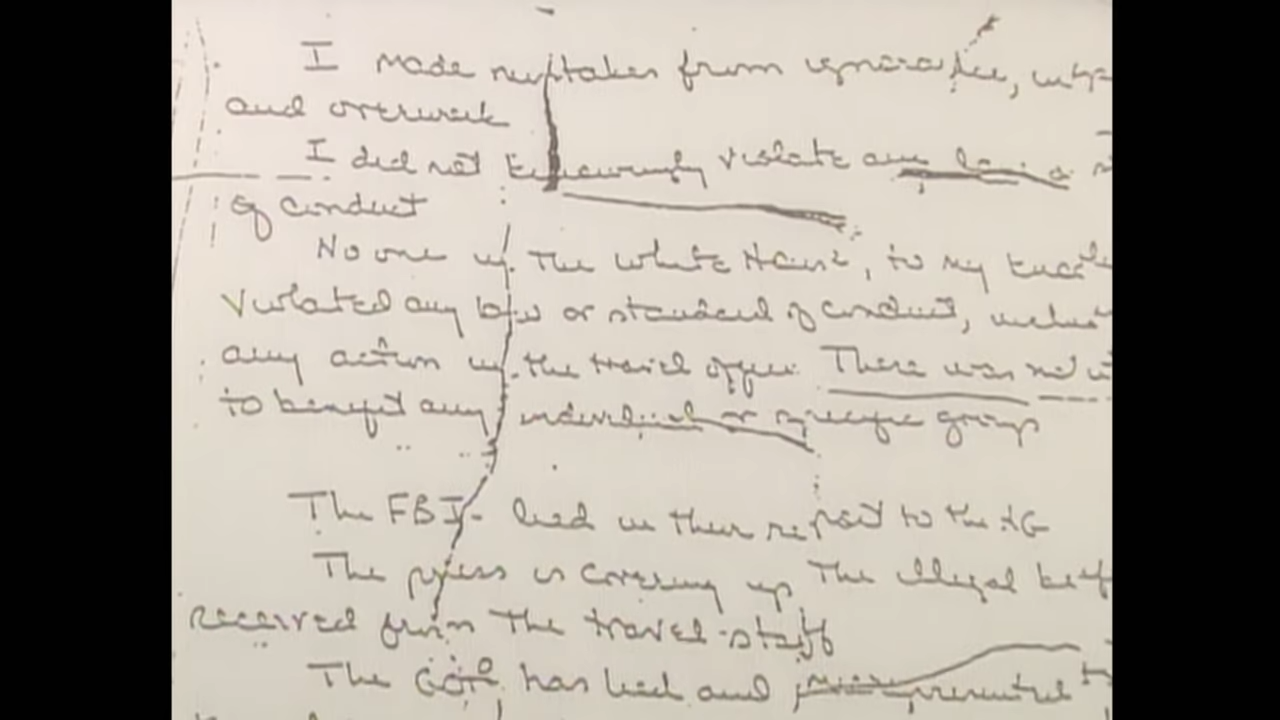 I made mistakes from ignorance,
and overwork
I did not knowingly violate any law
of conduct
No one in the White House, to my
violated any law or standard of conduct,
any action in the travel office. There was no
to benefit any individual or specific group
The FBI lied in their report to the AG
The press is covering up the illegal
received from the travel staff
The GOP has lied and